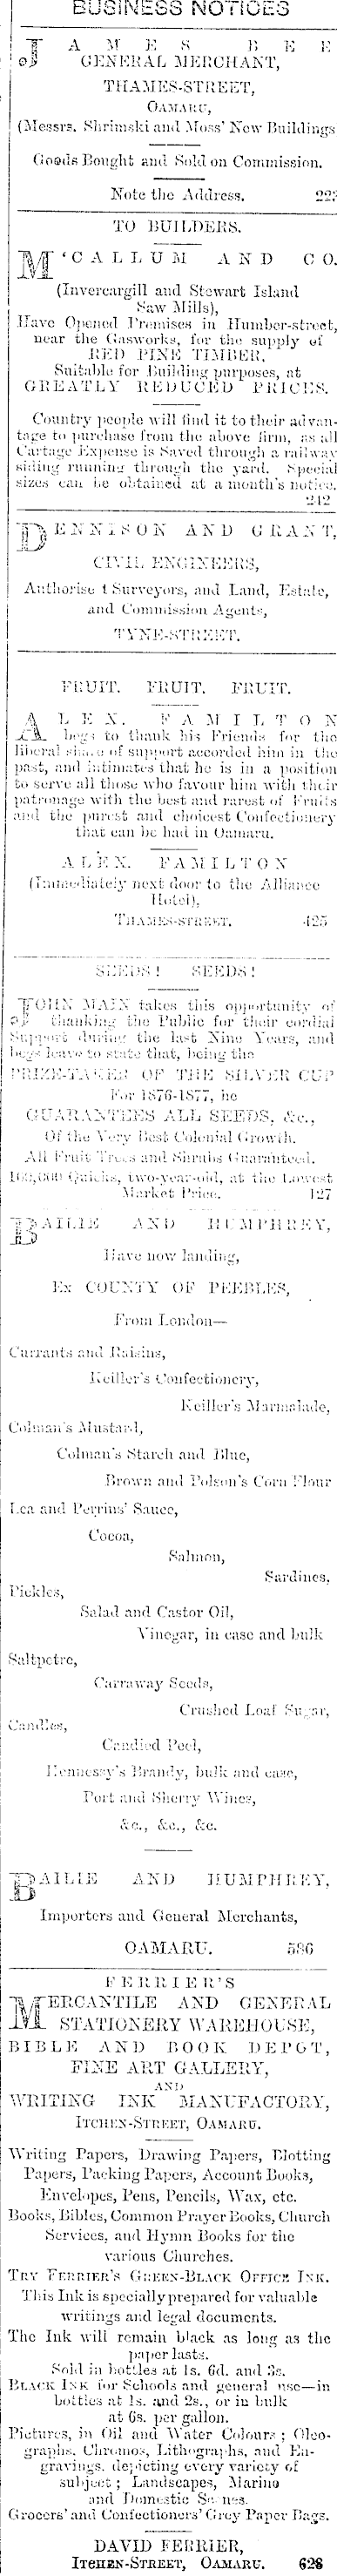 BUSINESS NOTICES
JAMES BEE
GENERAL MERCHANT,
THAMES-STREET,
OAMARU,
(Messrs. Shrimski and Moss' New Buildings
Goods Bought and Sold on Commission.
Note the Address. 223
TO BUILDERS.
M'CALLUM AND CO.
(Invercargill and Stewart Island
Saw Mills),
Have Opened Premises in Humber-street,
near the Gasworks, for the supply of
RED PINE TIMBER,
Suitable for Building purposes, at
GREATLY REDUCED PRICES.
Country people will find it to their advan-
tage to purchase from the above firm, as all
Cartage Expense is Saved through a railway
siding running through the yard. Special
sizes can be obtained at a month's notice.
242
DENNISON AND GRANT,
CIVIL ENGINEERS,
Authorise t Surveyors, and Land, Estate,
and Commission Agents,
TYNE-STREET.
FRUIT. FRUIT. FRUIT.
ALEX. FAMILTON
begs to thank his Friends for the
liberal share of support accorded him in the
past, and intimates that he is in a position
to serve all those who favour him with their
patronage with the best and rarest of Fruits
and the purest and choicest Confectionery
that can be had in Oamaru.
ALEX. FAMILTON
(Immediately next door to the Alliance
Hotel),
THAMES-STREET. 425
SEEDS! SEEDS!
JOHN MAIN takes this opportunity of
thanking the Public for their cordial
Support during the last Nine Years, and
begs leave to state that, being the
PRIZE-TAKER OF THE SILVER CUP
For 1876-1877, he
GUARANTEES ALL SEEDS, &c.,
Of the Very Best Colonial Growth.
All Fruit Trees and Shrubs Guaranteed.
Quicks, two-year-old, at the Lowest
Market Price. 127
BAILIE AND HUMPHREY,
Have now landing,
Ex COUNTY OF PEEBLES,
From London—
Currants and Raisins,
Keiller's Confectionery,
Keiller's Marmalade,
Colman's Mustard,
Colman's Starch and Blue,
Brown and Polson's Corn Flour
Lea and Perrins' Sauce,
Cocoa,
Salmon,
Sardines,
Pickles,
Salad and Castor Oil,
Vinegar, in case and bulk
Saltpetre,
Carraway Seeds,
Crushed Loaf Sugar,
Candles,
Candied Peel,
Hennessy's Brandy, bulk and case,
Port and Sherry Wines,
&c., &c., &c.
BAILIE AND HUMPHREY,
Importers and General Merchants,
OAMARU. 586
FERRIER'S
MERCANTILE AND GENERAL
STATIONERY WAREHOUSE,
BIBLE AND BOOK DEPOT,
FINE ART GALLERY,
AND
WRITING INK MANUFACTORY,
ITCHEN-STREET, OAMARU.
Writing Papers, Drawing Papers, Blotting
Papers, Packing Papers, Account Books,
Envelopes, Pens, Pencils, Wax, etc.
Books, Bibles, Common Prayer Books, Church
Services, and Hymn Books for the
various Churches.
TRY FERRIER'S GREEN-BLACK OFFICE INK.
This Ink is specially prepared for valuable
writings and legal documents.
The Ink will remain black as long as the
paper lasts.
Sold in bottles at 1s. 6d. and 3s.
BLACK INK for Schools and general use—in
bottles at 1s. and 2s., or in bulk
at 6s. per gallon.
Pictures, in Oil and Water Colours; Oleo-
graphs, Chromos, Lithographs, and En-
gravings, depicting every variety of
subject; Landscapes, Marine
and Domestic Scenes.
Grocers' and Confectioners' Grey Paper Bags.
DAVID FERRIER,
ITCHEN-STREET, OAMARU. 628